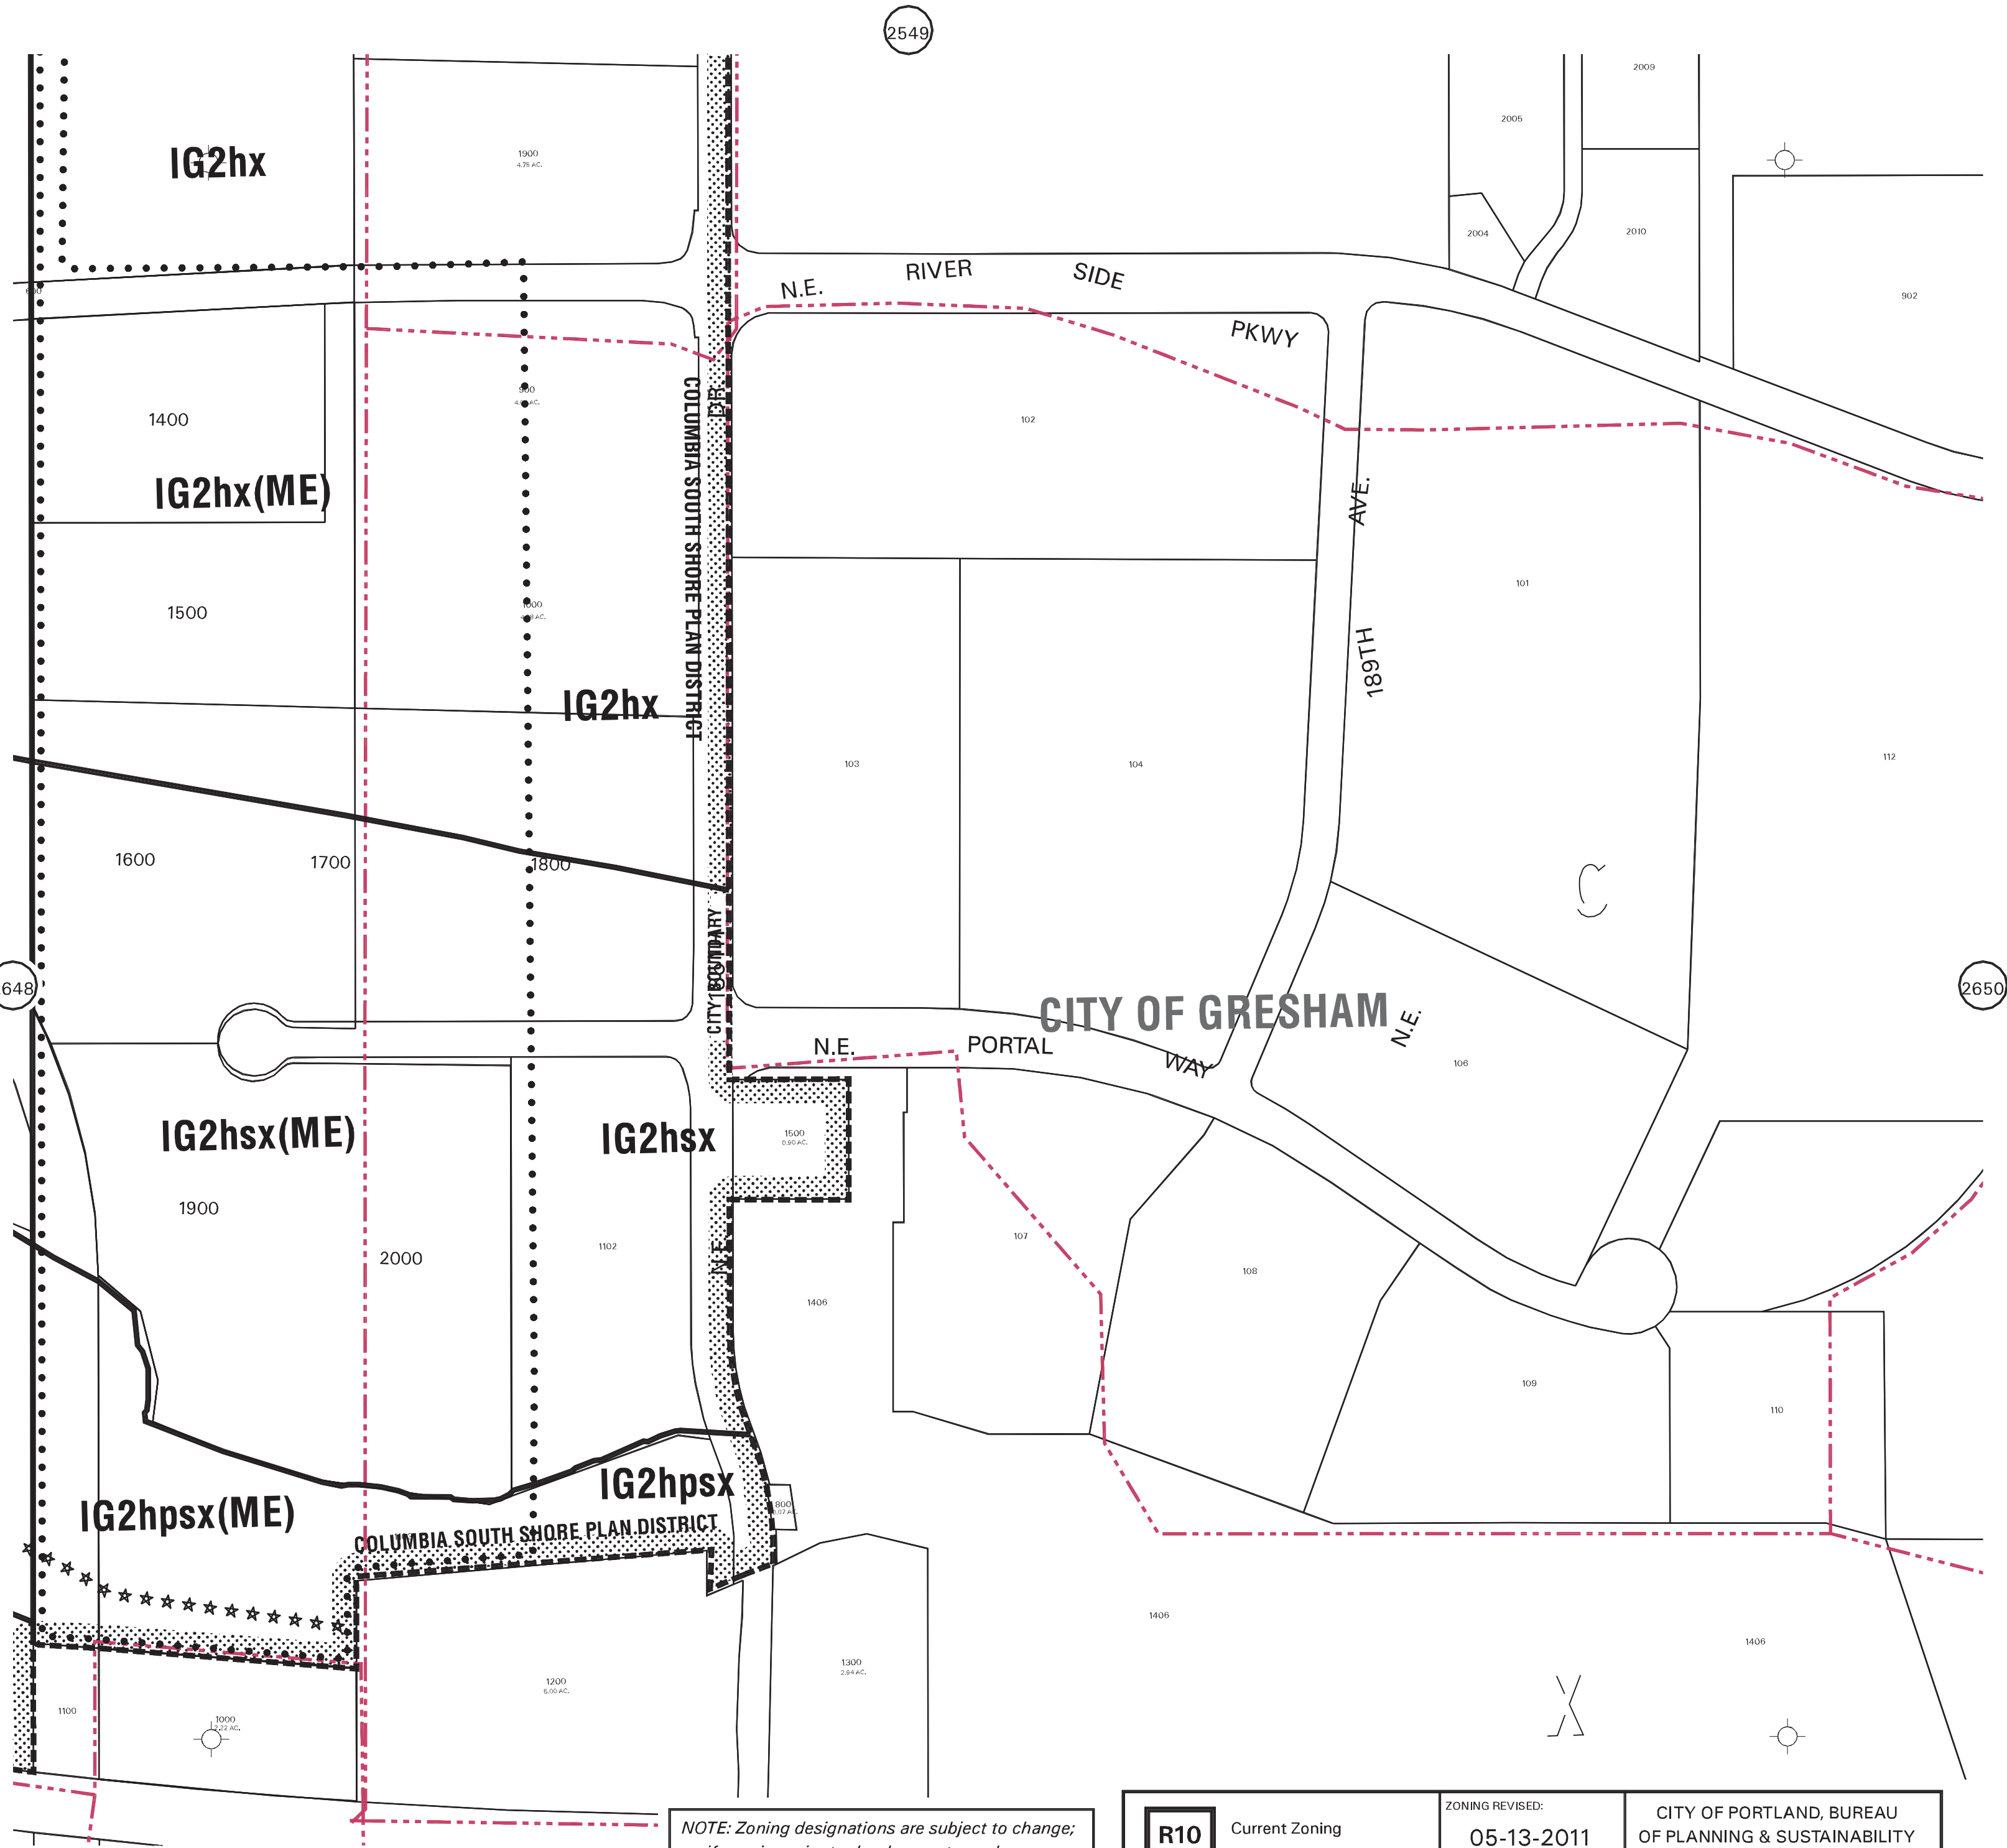 2549
2009
2005
IG2hx
1900
4.75 AC.
2004
2010
902
N.E. RIVER SIDE PKWY
1400
102
IG2hx(ME)
COLUMBIA SOUTH SHORE PLAN DISTRICT
DR.
189TH AVE.
101
1500
IG2hx
103
104
112
1600
1700
1800
C
CITY BOUNDARY
648
2650
CITY OF GRESHAM
N.E.
N.E. PORTAL WAY
106
IG2hsx(ME)
IG2hsx
1500
0.90 AC.
1900
2000
1102
N.E.
107
108
1406
109
110
IG2hpsx(ME)
IG2hpsx
800
COLUMBIA SOUTH SHORE PLAN DISTRICT
1406
1406
1300
2.94 AC.
1200
6.00 AC.
1100
1000
2.22 AC.
X
NOTE: Zoning designations are subject to change;
R10
Current Zoning
ZONING REVISED:
05-13-2011
CITY OF PORTLAND, BUREAU
OF PLANNING & SUSTAINABILITY